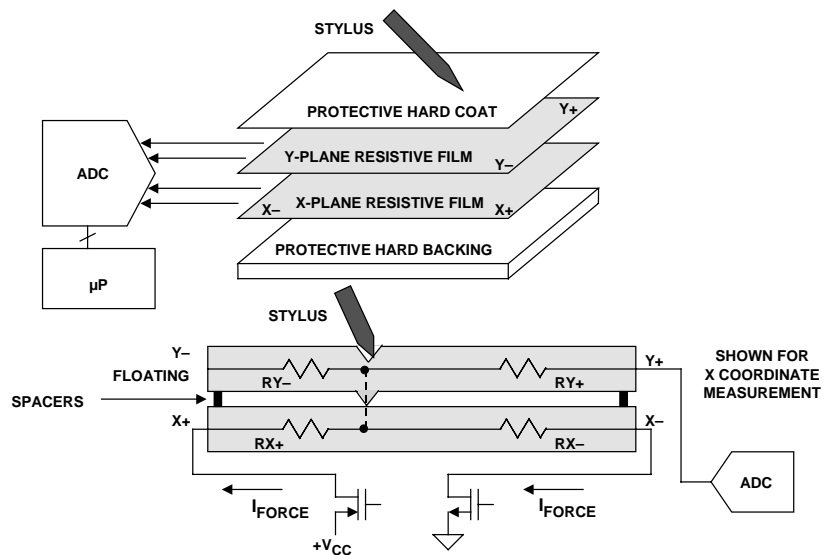 STYLUS
PROTECTIVE HARD COAT
Y+
Y-PLANE RESISTIVE FILM
Y–
ADC
X–
X-PLANE RESISTIVE FILM
X+
PROTECTIVE HARD BACKING
µP
STYLUS
Y–
FLOATING
RY–
RY+
Y+
SHOWN FOR
X COORDINATE
MEASUREMENT
SPACERS
X+
RX+
RX–
X–
ADC
IFORCE
IFORCE
+VCC